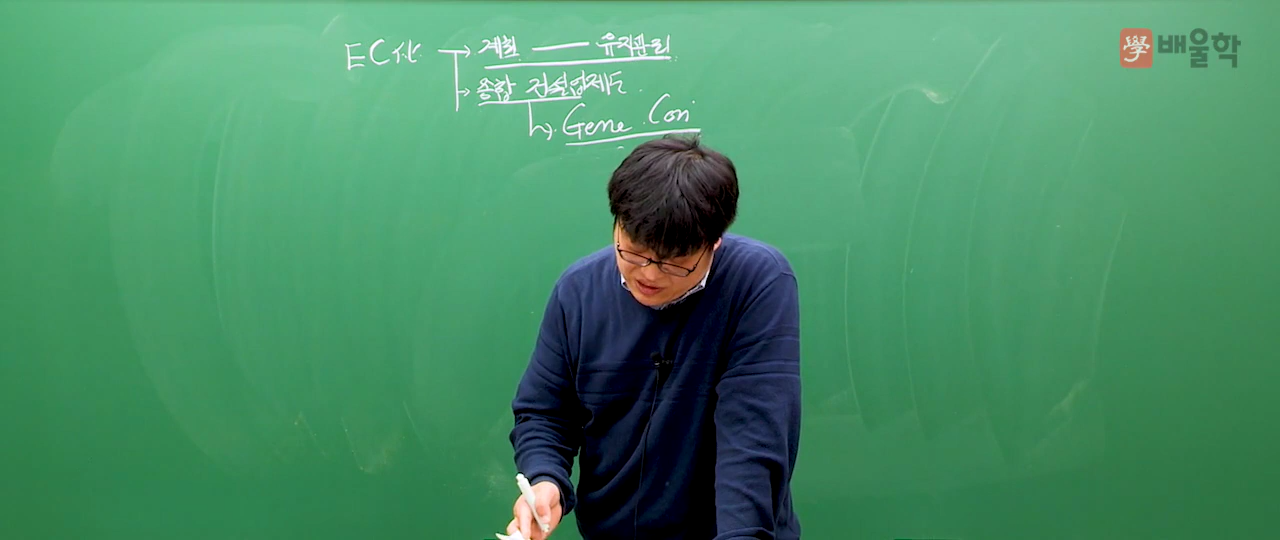 EC화 → 계획 — 유지관리
→ 종합 건설업제도.
↳ Gene. Con
學 배울학